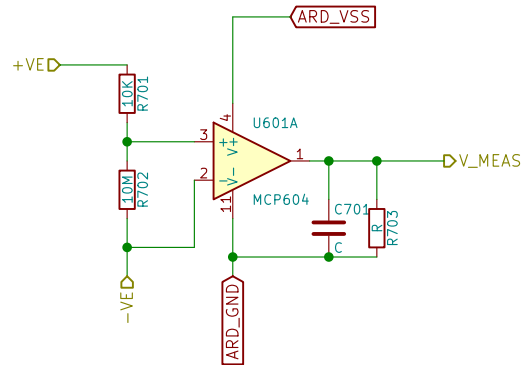 ARD_VSS
+VE
10K
R701
4
U601A
3
+
V+
1
V_MEAS
2
-
V-
10M
R702
11
MCP604
C701
C
R
R703
-VE
ARD_GND